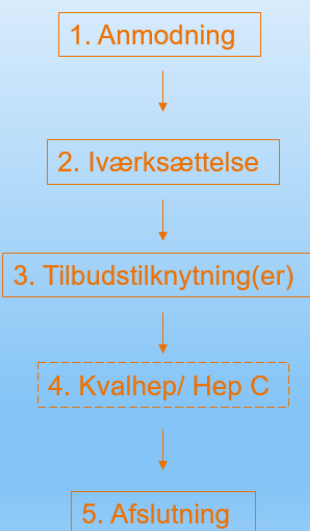 1. Anmodning
2. Iværksættelse
3. Tilbudstilknytning(er)
4. Kvalhep/ Hep C
5. Afslutning